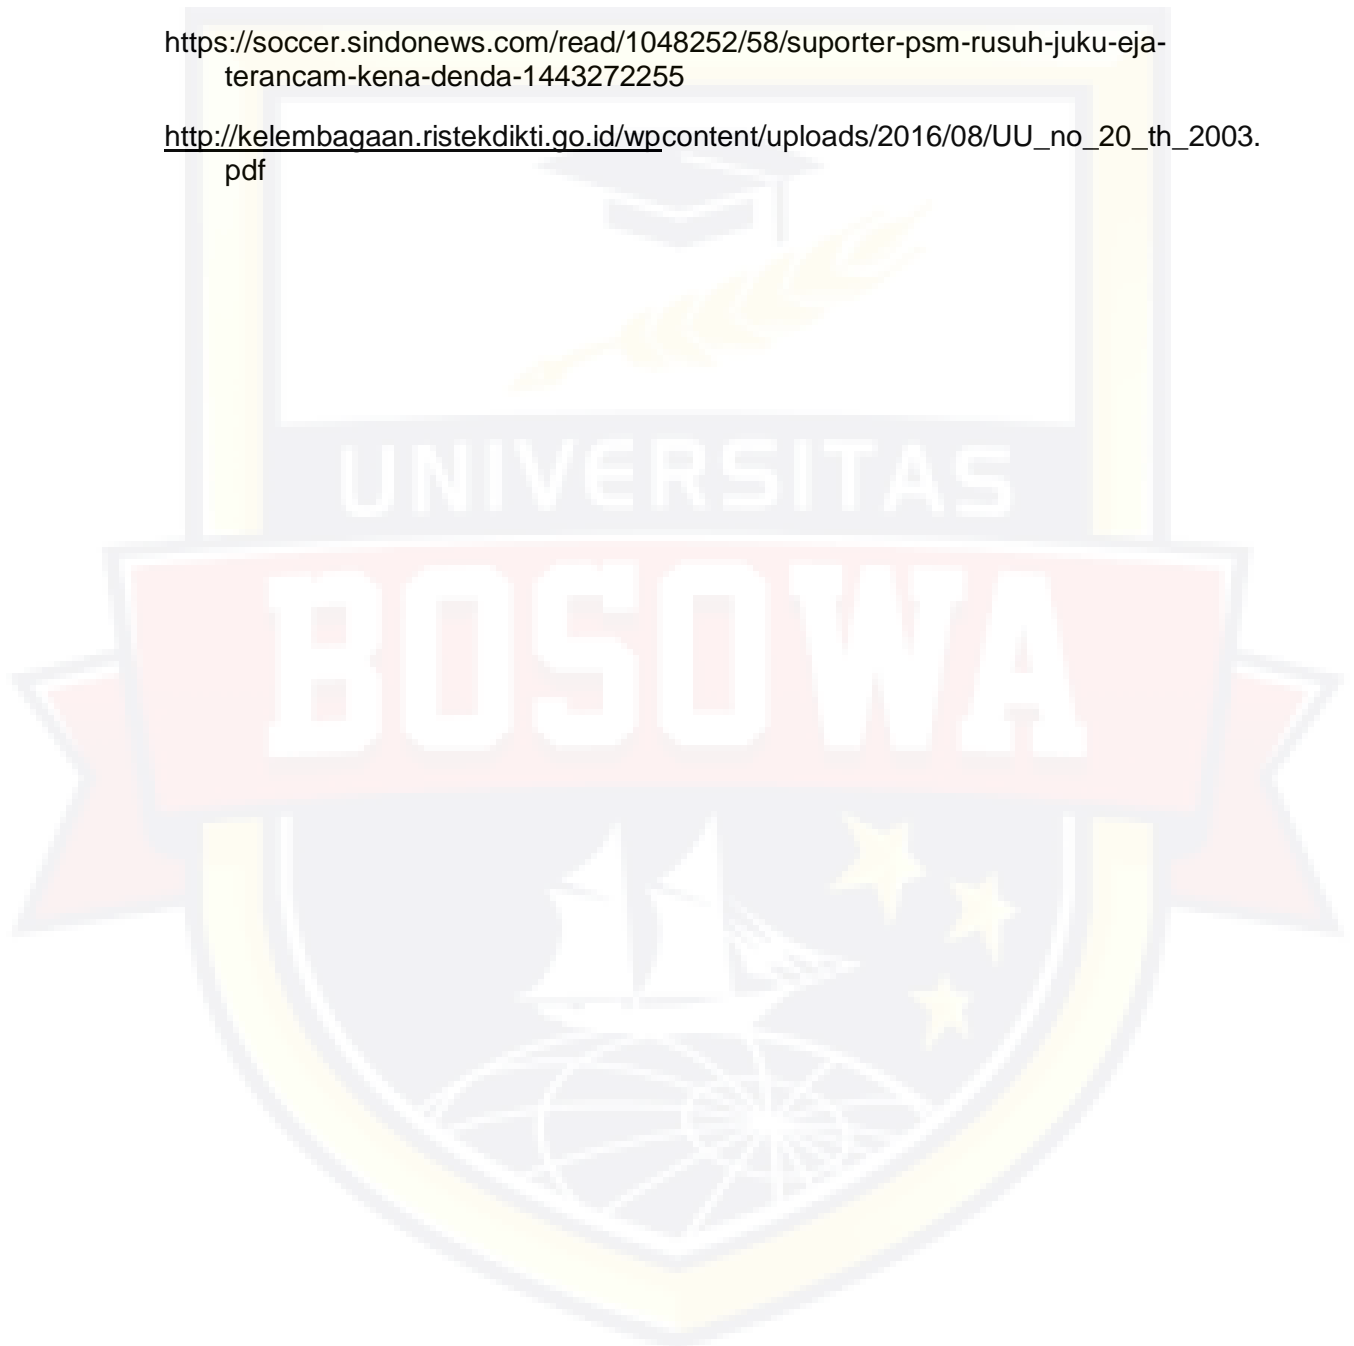 https://soccer.sindonews.com/read/1048252/58/suporter-psm-rusuh-juku-eja-
terancam-kena-denda-1443272255
http://kelembagaan.ristekdikti.go.id/wpcontent/uploads/2016/08/UU_no_20_th_2003.
pdf
UNIVERSITAS
BOSOWA